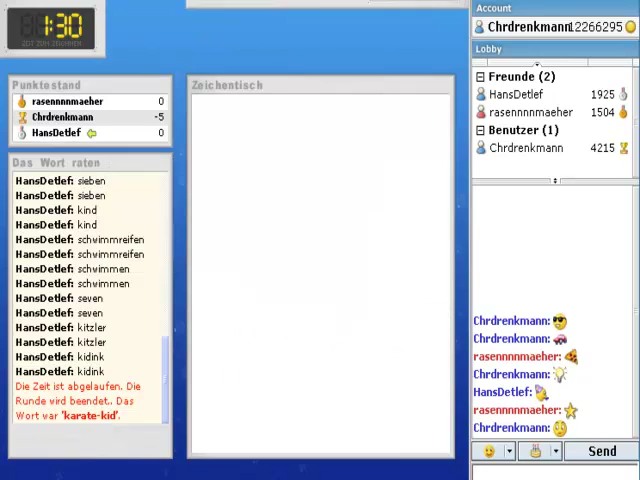 1:30
ZEIT ZUM ZEICHNEN
Punktestand
rasennnnmaeher 0
Chrdrenkmann -5
HansDetlef 0
Das Wort raten
HansDetlef: sieben
HansDetlef: sieben
HansDetlef: kind
HansDetlef: kind
HansDetlef: schwimmreifen
HansDetlef: schwimmreifen
HansDetlef: schwimmen
HansDetlef: schwimmen
HansDetlef: seven
HansDetlef: seven
HansDetlef: kitzler
HansDetlef: kitzler
HansDetlef: kidink
HansDetlef: kidink
Die Zeit ist abgelaufen. Die
Runde wird beendet.. Das
Wort war 'karate-kid'.
Zeichentisch
Account
Chrdrenkmann 12266295
Lobby
Freunde (2)
HansDetlef 1925
rasennnnmaeher 1504
Benutzer (1)
Chrdrenkmann 4215
Chrdrenkmann:
Chrdrenkmann:
rasennnnmaeher:
Chrdrenkmann:
HansDetlef:
rasennnnmaeher:
Chrdrenkmann:
Send